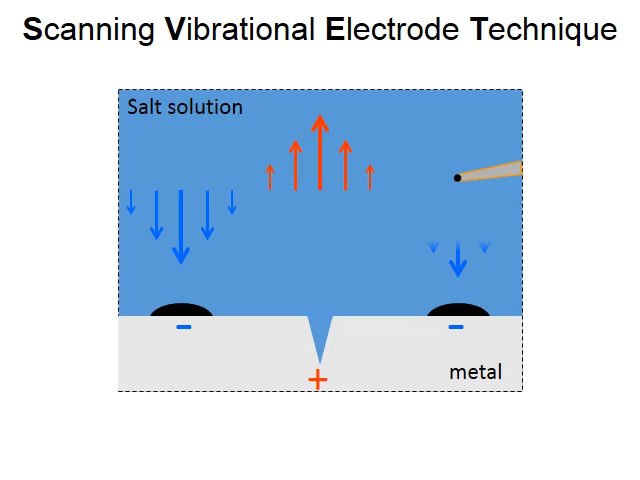 Scanning Vibrational Electrode Technique
Salt solution
–
–
+
metal